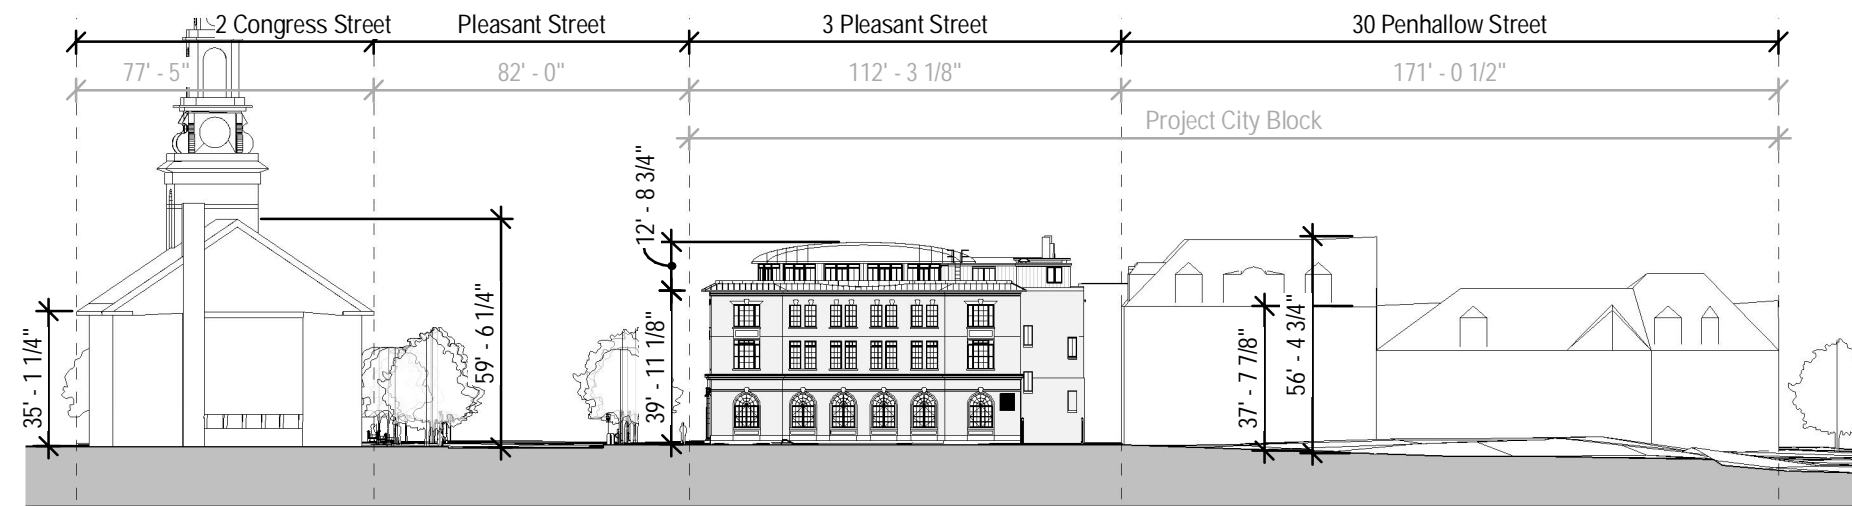 2 Congress Street
Pleasant Street
3 Pleasant Street
30 Penhallow Street
77' - 5"
82' - 0"
112' - 3 1/8"
171' - 0 1/2"
Project City Block
12' - 8 3/4"
35' - 1 1/4"
59' - 6 1/4"
39' - 11 1/8"
37' - 7 7/8"
56' - 4 3/4"